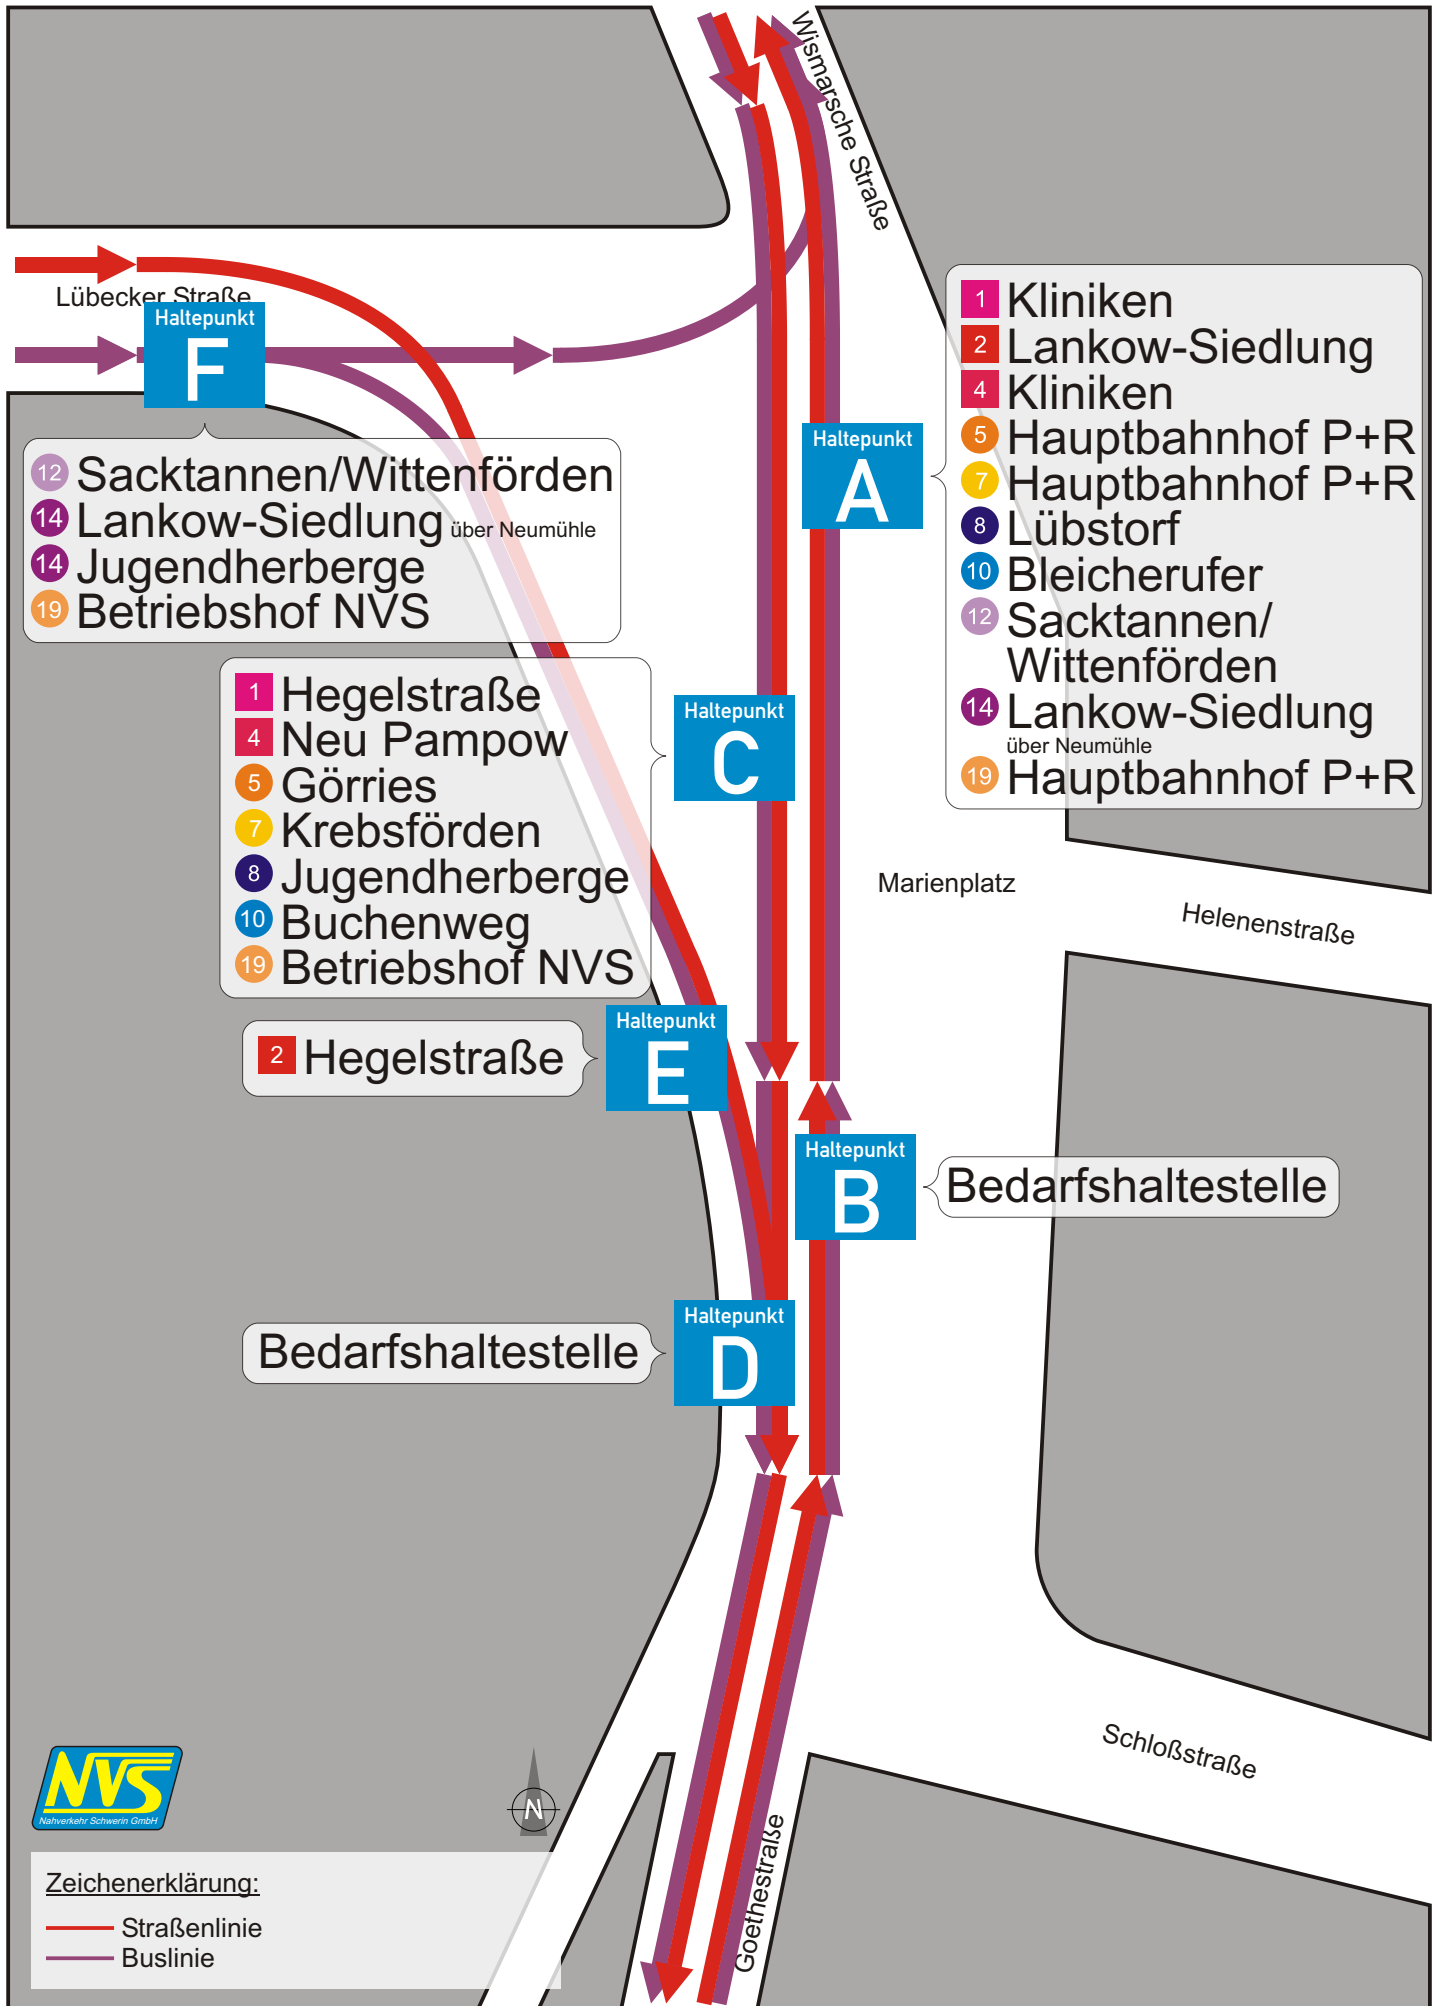 Wismarsche Straße
Lübecker Straße
Haltepunkt
F
12 Sacktannen/Wittenförden
14 Lankow-Siedlung über Neumühle
14 Jugendherberge
19 Betriebshof NVS
Haltepunkt
A
1 Kliniken
2 Lankow-Siedlung
4 Kliniken
5 Hauptbahnhof P+R
7 Hauptbahnhof P+R
8 Lübstorf
10 Bleicherufer
12 Sacktannen/
Wittenförden
14 Lankow-Siedlung
über Neumühle
19 Hauptbahnhof P+R
Haltepunkt
C
1 Hegelstraße
4 Neu Pampow
5 Görries
7 Krebsförden
8 Jugendherberge
10 Buchenweg
19 Betriebshof NVS
Marienplatz
Helenenstraße
Haltepunkt
E
2 Hegelstraße
Haltepunkt
B
Bedarfshaltestelle
Haltepunkt
D
Bedarfshaltestelle
Schloßstraße
Goethestraße
NVS
Nahverkehr Schwerin GmbH
N
Zeichenerklärung:
Straßenlinie
Buslinie